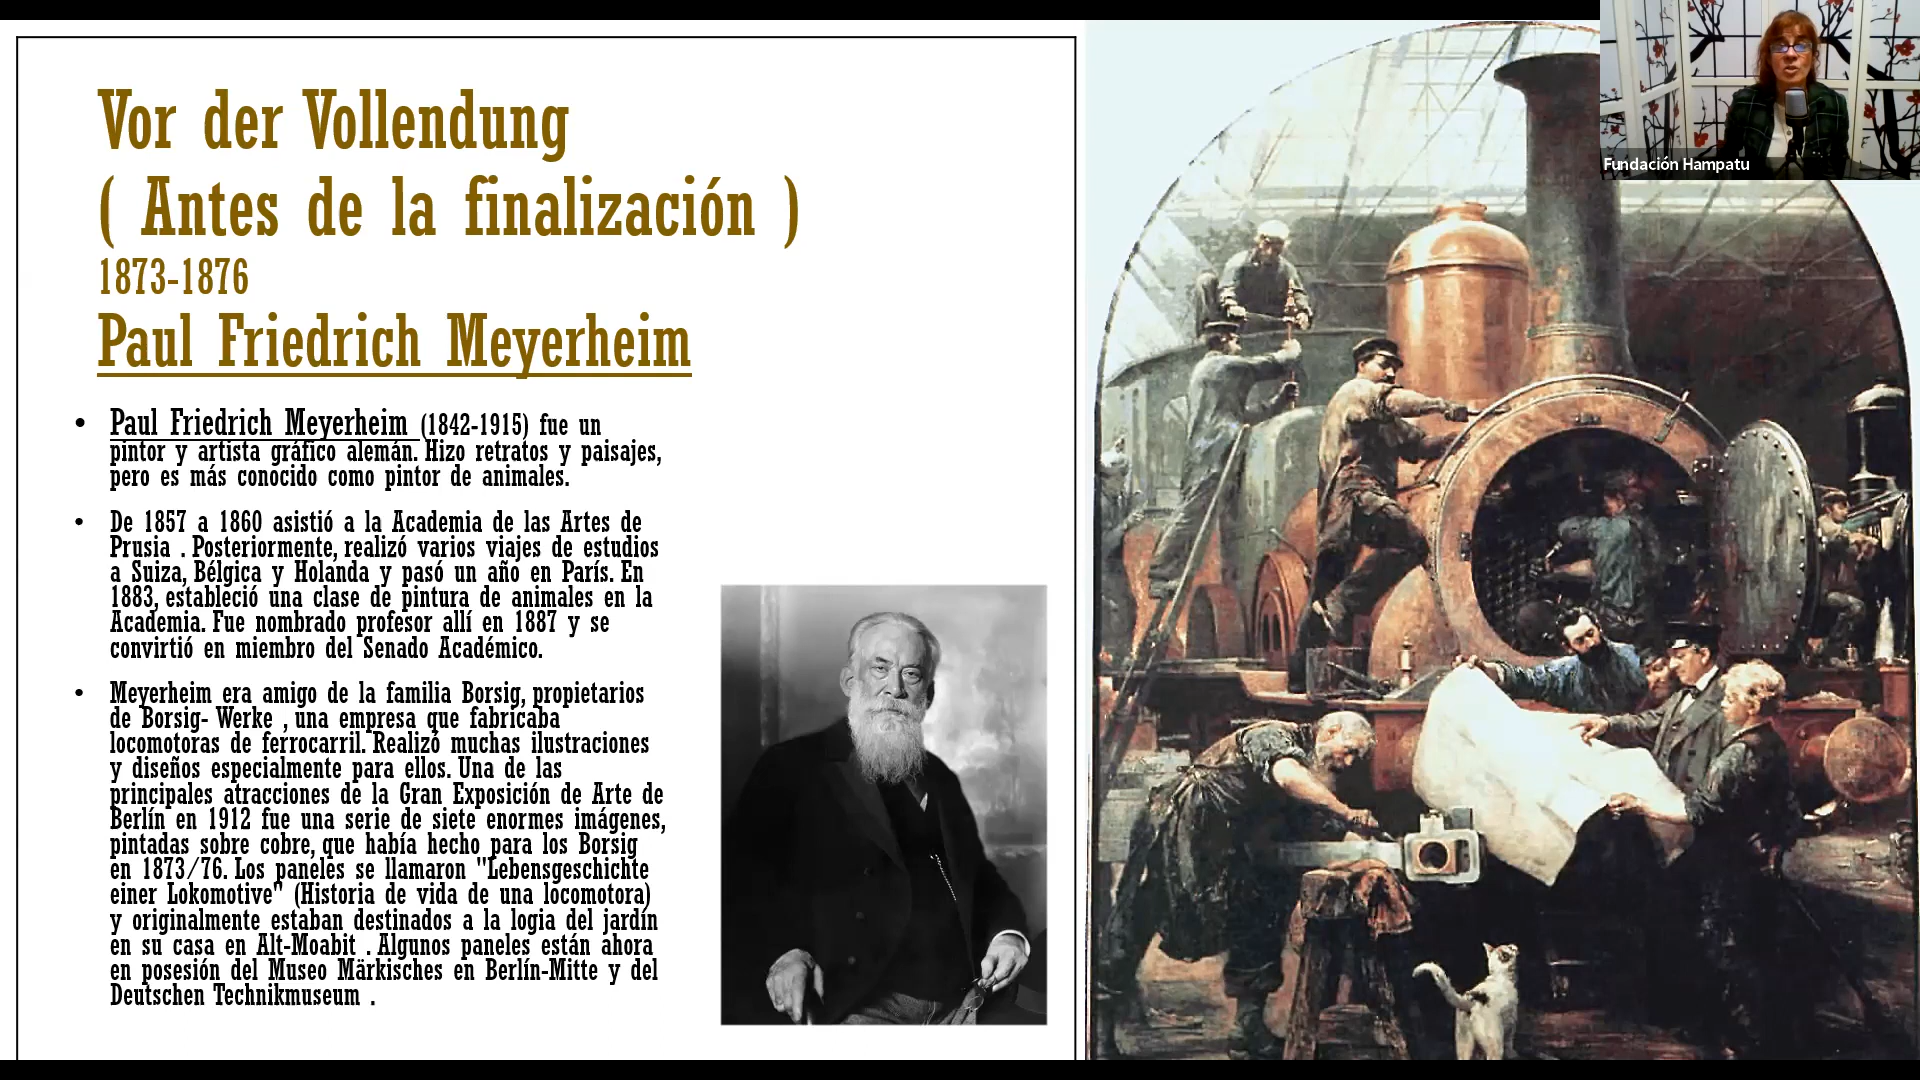 Vor der Vollendung
( Antes de la finalización )
1873-1876
Paul Friedrich Meyerheim
• Paul Friedrich Meyerheim (1842-1915) fue un
pintor y artista gráfico alemán. Hizo retratos y paisajes,
pero es más conocido como pintor de animales.
• De 1857 a 1860 asistió a la Academia de las Artes de
Prusia . Posteriormente, realizó varios viajes de estudios
a Suiza, Bélgica y Holanda y pasó un año en París. En
1883, estableció una clase de pintura de animales en la
Academia. Fue nombrado profesor allí en 1887 y se
convirtió en miembro del Senado Académico.
• Meyerheim era amigo de la familia Borsig, propietarios
de Borsig- Werke , una empresa que fabricaba
locomotoras de ferrocarril. Realizó muchas ilustraciones
y diseños especialmente para ellos. Una de las
principales atracciones de la Gran Exposición de Arte de
Berlín en 1912 fue una serie de siete enormes imágenes,
pintadas sobre cobre, que había hecho para los Borsig
en 1873/76. Los paneles se llamaron "Lebensgeschichte
einer Lokomotive" (Historia de vida de una locomotora)
y originalmente estaban destinados a la logia del jardín
en su casa en Alt-Moabit . Algunos paneles están ahora
en posesión del Museo Märkisches en Berlín-Mitte y del
Deutschen Technikmuseum .
Fundación Hampatu